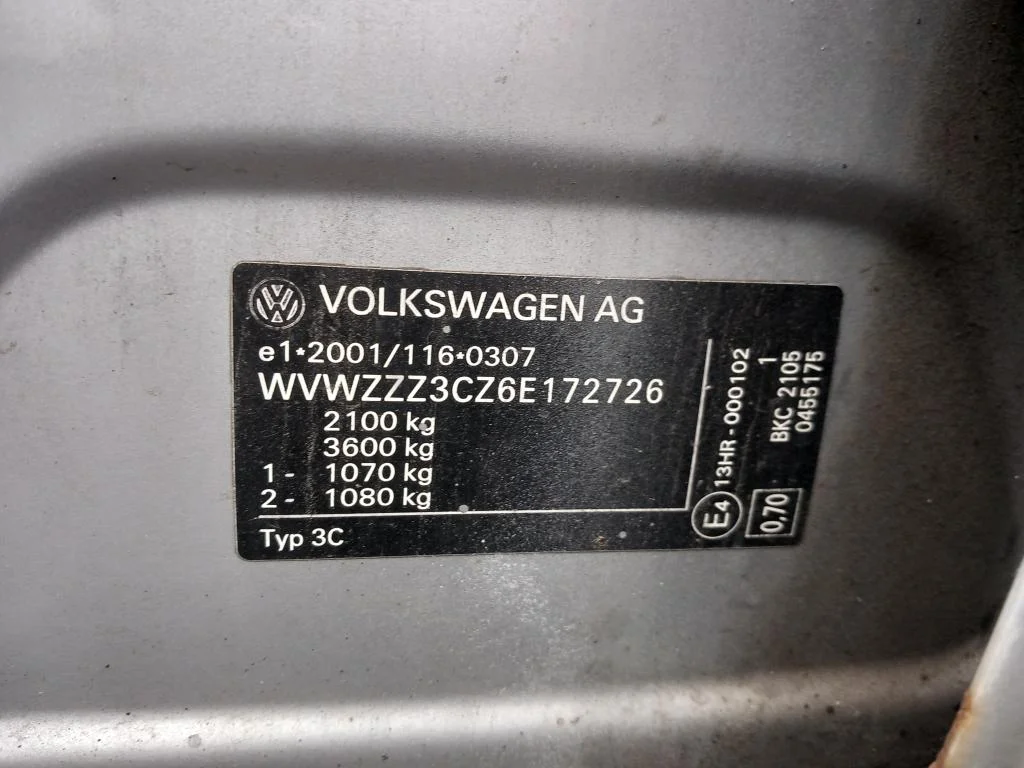 VOLKSWAGEN AG
e1*2001/116*0307
WVWZZZ3CZ6E172726
2100 kg
3600 kg
1 - 1070 kg
2 - 1080 kg
Typ 3C
E4 13HR-000102
1
BKC 2105
0455175
0,70